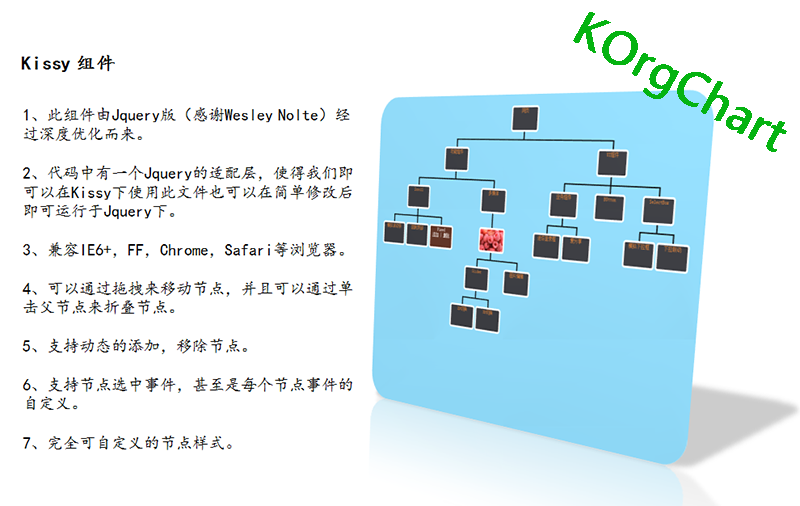 KOrgChart
Kissy 组件
1、此组件由Jquery版（感谢Wesley Nolte）经
过深度优化而来。
2、代码中有一个Jquery的适配层，使得我们即
可以在Kissy下使用此文件也可以在简单修改后
即可运行于Jquery下。
3、兼容IE6+，FF，Chrome，Safari等浏览器。
4、可以通过拖拽来移动节点，并且可以通过单
击父节点来折叠节点。
5、支持动态的添加，移除节点。
6、支持节点选中事件，甚至是每个节点事件的
自定义。
7、完全可自定义的节点样式。